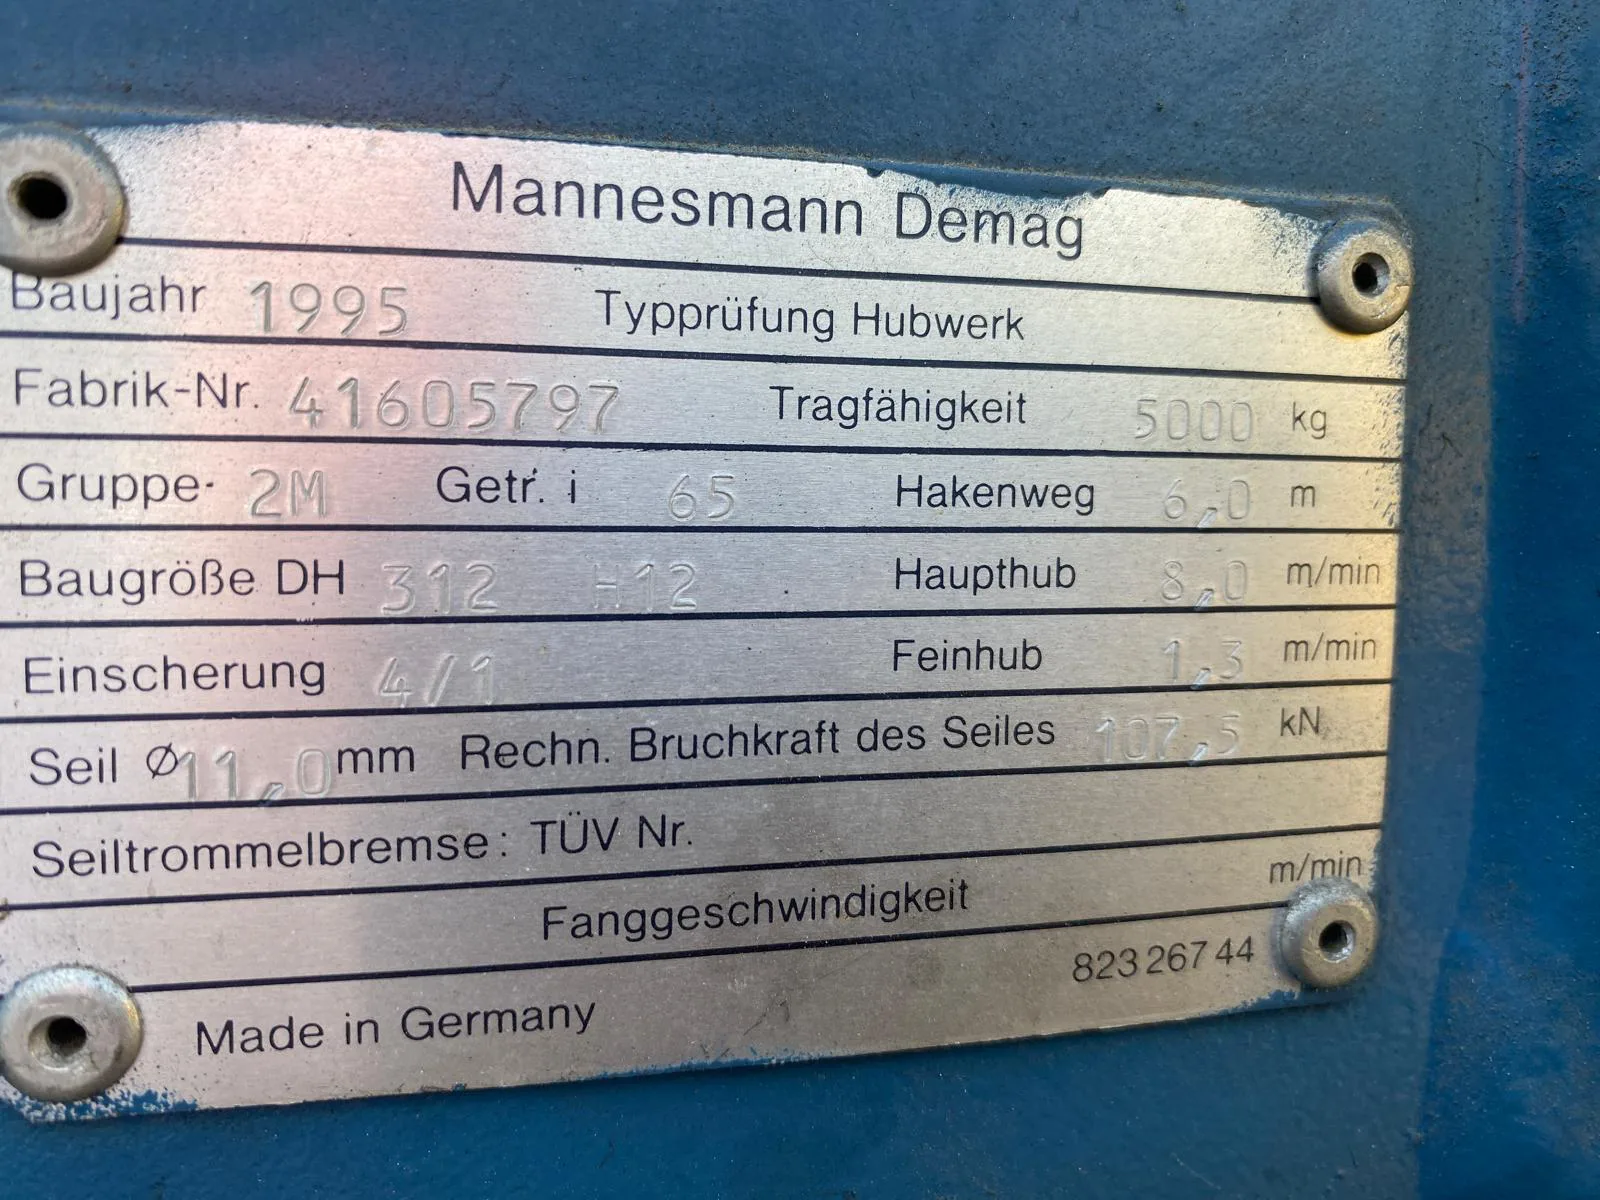 Mannesmann Demag
Baujahr 1995 Typprüfung Hubwerk
Fabrik-Nr. 41605797 Tragfähigkeit 5000 kg
Gruppe 2M Getr. i 65 Hakenweg 6,0 m
Baugröße DH 312 H12 Haupthub 8,0 m/min
Einscherung 4/1 Feinhub 1,3 m/min
Seil Ø 11,0 mm Rechn. Bruchkraft des Seiles 107,5 kN
Seiltrommelbremse: TÜV Nr.
Fanggeschwindigkeit m/min
823 267 44
Made in Germany